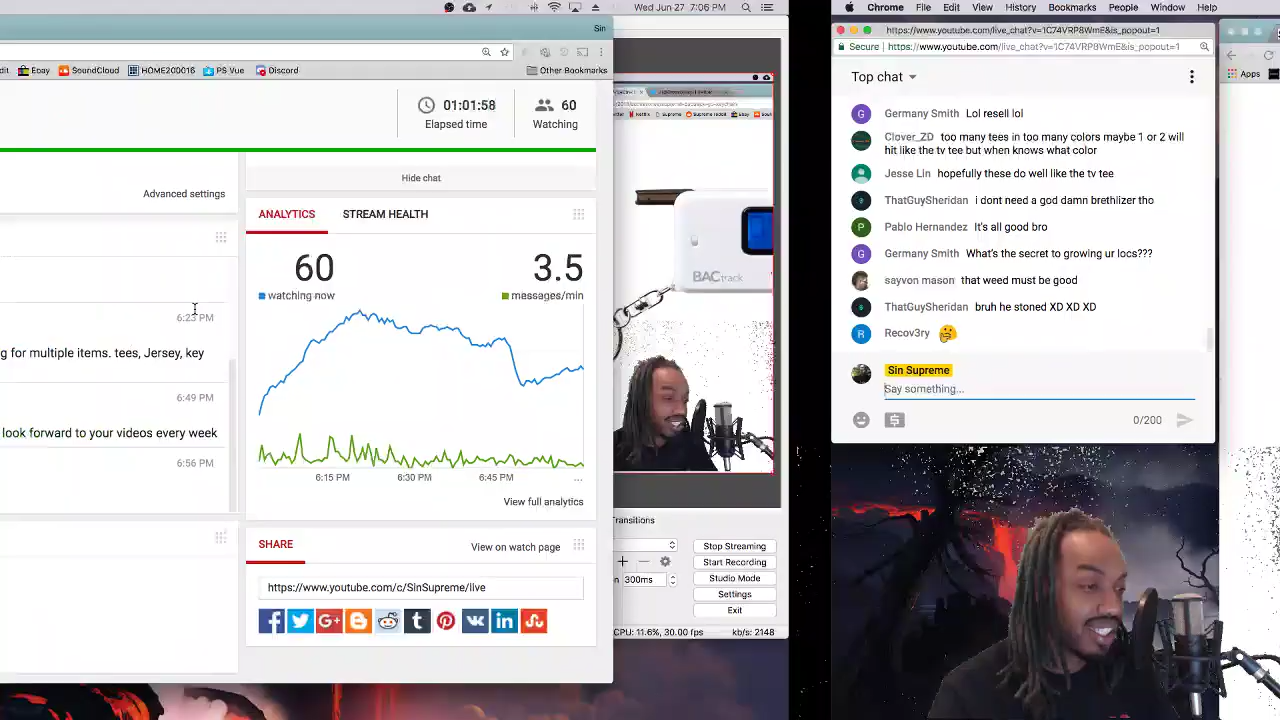 Wed Jun 27 7:06 PM
Chrome File Edit View History Bookmarks People Window Help
Sin
https://www.youtube.com/live_chat?v=1C74VRP8WmE&is_popout=1
Secure https://www.youtube.com/live_chat?v=1C74VRP8WmE&is_popout=1
Ebay SoundCloud HOME200016 PS Vue Discord Other Bookmarks
Apps
01:01:58
Elapsed time
60
Watching
Hide chat
Advanced settings
ANALYTICS STREAM HEALTH
60
watching now
3.5
messages/min
6:15 PM 6:30 PM 6:45 PM ...
View full analytics
6:23 PM
g for multiple items. tees, Jersey, key
6:49 PM
look forward to your videos every week
6:56 PM
SHARE
View on watch page
https://www.youtube.com/c/SinSupreme/live
BACtrack
Transitions
300ms
Stop Streaming
Start Recording
Studio Mode
Settings
Exit
CPU: 11.6%, 30.00 fps kb/s: 2148
Top chat
Germany Smith Lol resell lol
Clover_ZD too many tees in too many colors maybe 1 or 2 will
hit like the tv tee but when knows what color
Jesse Lin hopefully these do well like the tv tee
ThatGuySheridan i dont need a god damn brethilizer tho
Pablo Hernandez It's all good bro
Germany Smith What's the secret to growing ur locs???
sayvon mason that weed must be good
ThatGuySheridan bruh he stoned XD XD XD
Recov3ry
Sin Supreme
Say something...
0/200